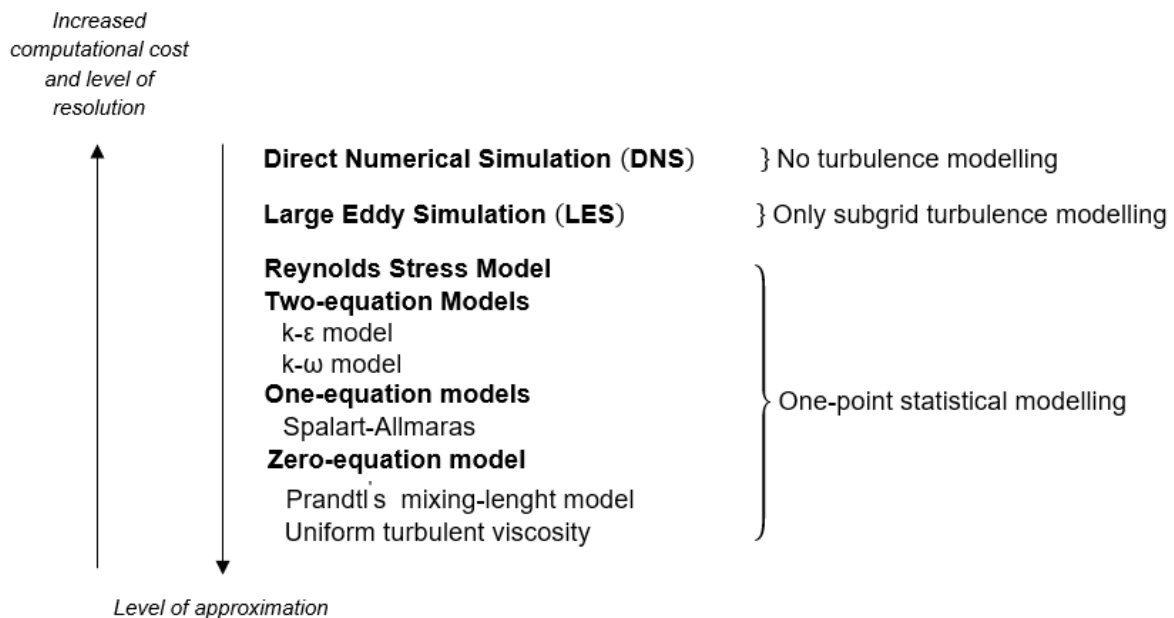 Increased
computational cost
and level of
resolution
Direct Numerical Simulation (DNS) } No turbulence modelling
Large Eddy Simulation (LES) } Only subgrid turbulence modelling
Reynolds Stress Model
Two-equation Models
k-ε model
k-ω model
One-equation models
One-point statistical modelling
Spalart-Allmaras
Zero-equation model
Prandtl's mixing-lenght model
Uniform turbulent viscosity
Level of approximation